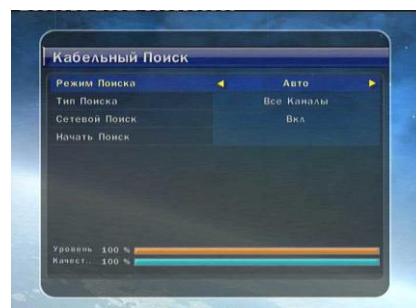 Кабельный Поиск
Режим Поиска Авто
Тип Поиска Все Каналы
Сетевой Поиск Вкл
Начать Поиск
Уровень 100 %
Качест.. 100 %